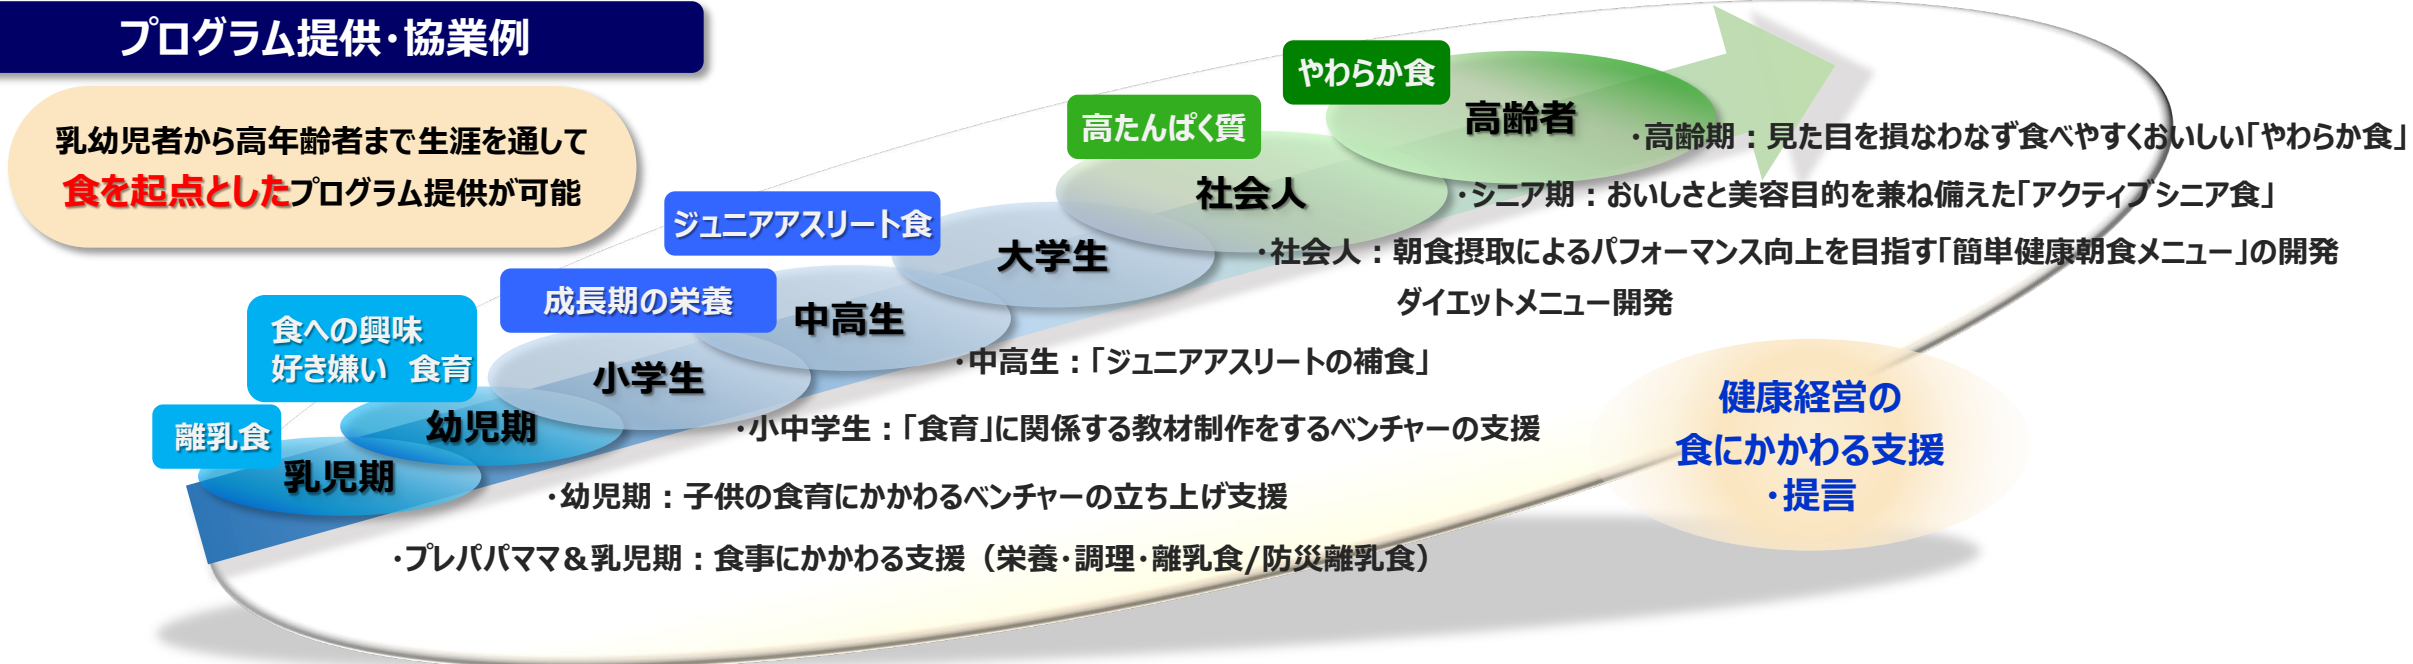 プログラム提供・協業例
乳幼児者から高年齢者まで生涯を通して
食を起点としたプログラム提供が可能
やわらか食
高齢者
高たんぱく質
社会人
ジュニアアスリート食
大学生
成長期の栄養
中高生
食への興味
好き嫌い　食育
小学生
幼児期
離乳食
乳児期
・高齢期：見た目を損なわなず食べやすくおいしい「やわらか食」
・シニア期：おいしさと美容目的を兼ね備えた「アクティブシニア食」
・社会人：朝食摂取によるパフォーマンス向上を目指す「簡単健康朝食メニュー」の開発
ダイエットメニュー開発
・中高生：「ジュニアアスリートの補食」
・小中学生：「食育」に関係する教材制作をするベンチャーの支援
・幼児期：子供の食育にかかわるベンチャーの立ち上げ支援
・プレパパママ＆乳児期：食事にかかわる支援（栄養・調理・離乳食/防災離乳食）
健康経営の
食にかかわる支援
・提言